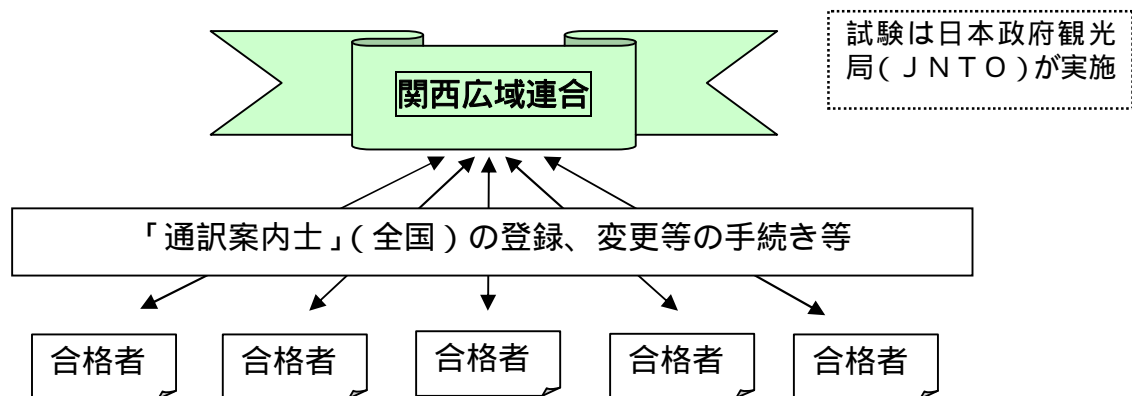 試験は日本政府観光
局(JNTO)が実施
関西広域連合
「通訳案内士」(全国)の登録、変更等の手続き等
合格者
合格者
合格者
合格者
合格者